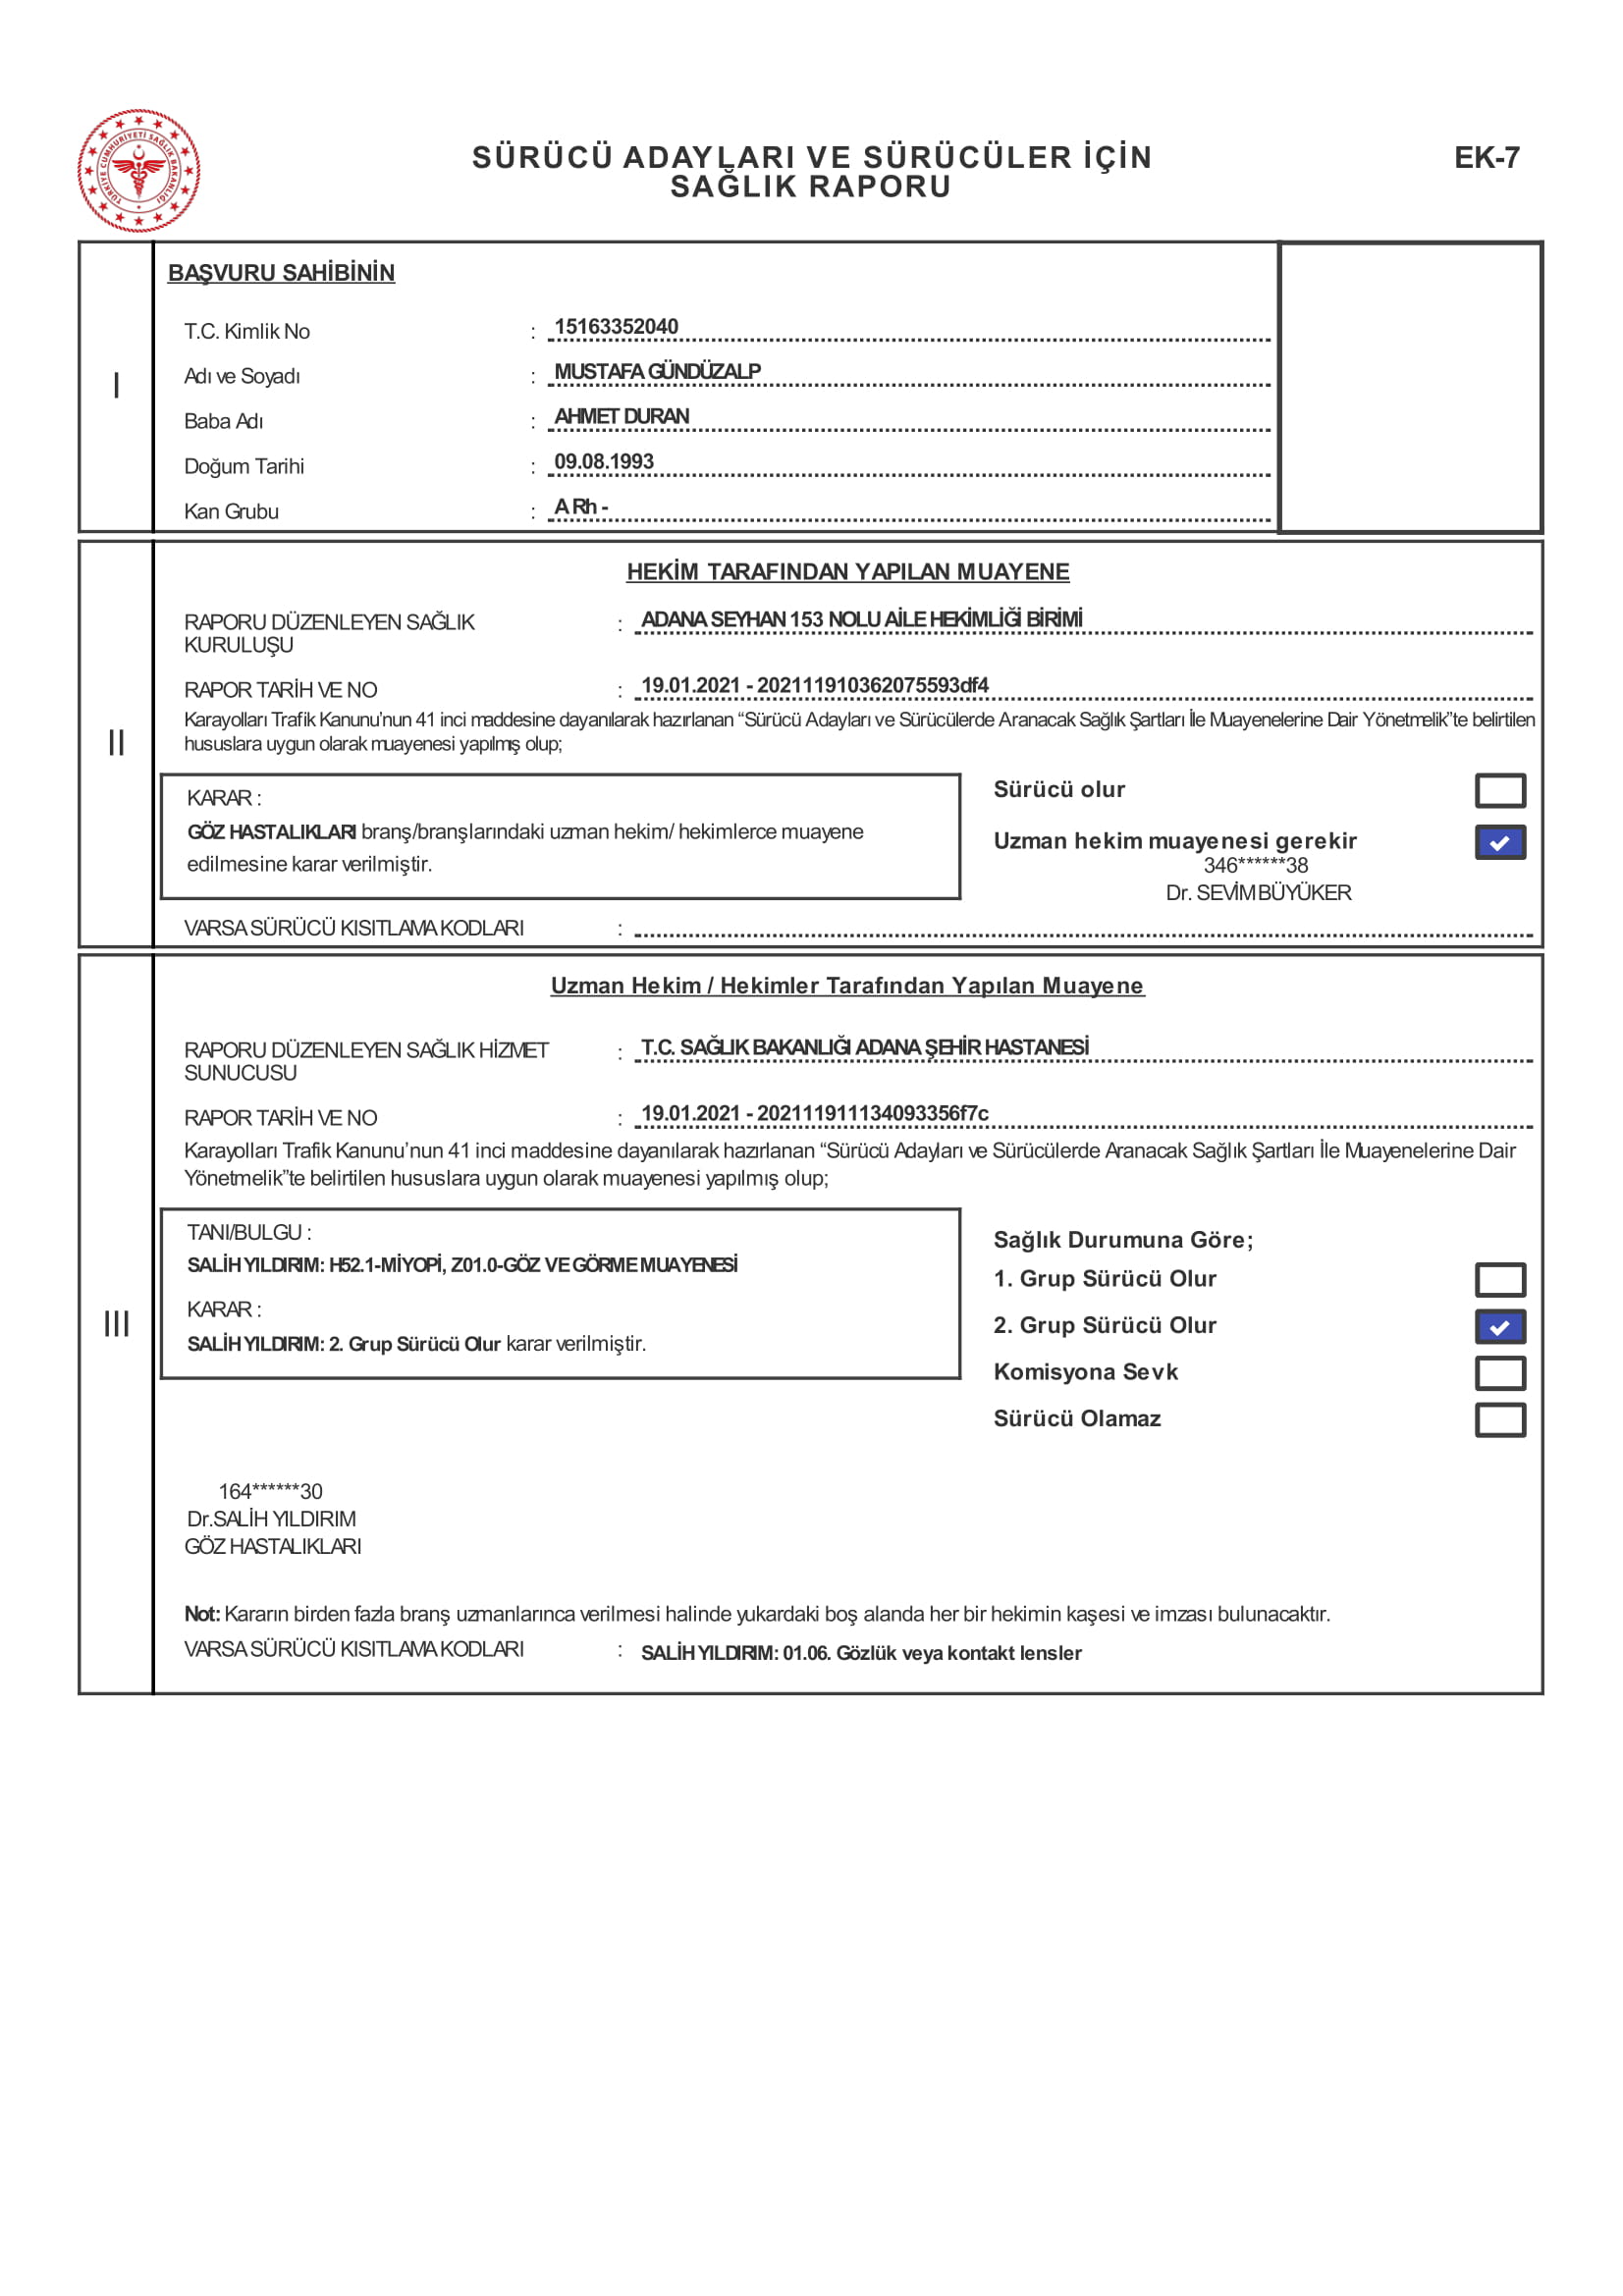 TÜRKİYE CUMHURİYETİ SAĞLIK BAKANLIĞI
SÜRÜCÜ ADAYLARI VE SÜRÜCÜLER İÇİN
SAĞLIK RAPORU
EK-7
I
BAŞVURU SAHİBİNİN
T.C. Kimlik No : 15163352040
Adı ve Soyadı : MUSTAFA GÜNDÜZALP
Baba Adı : AHMET DURAN
Doğum Tarihi : 09.08.1993
Kan Grubu : A Rh -
II
HEKİM TARAFINDAN YAPILAN MUAYENE
RAPORU DÜZENLEYEN SAĞLIK : ADANA SEYHAN 153 NOLU AİLE HEKİMLİĞİ BİRİMİ
KURULUŞU
RAPOR TARİH VE NO : 19.01.2021 - 202111910362075593df4
Karayolları Trafik Kanunu’nun 41 inci maddesine dayanılarak hazırlanan “Sürücü Adayları ve Sürücülerde Aranacak Sağlık Şartları İle Muayenelerine Dair Yönetmelik”te belirtilen
hususlara uygun olarak muayenesi yapılmış olup;
KARAR :
GÖZ HASTALIKLARI branş/branşlarındaki uzman hekim/ hekimlerce muayene
edilmesine karar verilmiştir.
Sürücü olur
Uzman hekim muayenesi gerekir
346******38
Dr. SEVİM BÜYÜKER
VARSA SÜRÜCÜ KISITLAMA KODLARI :
III
Uzman Hekim / Hekimler Tarafından Yapılan Muayene
RAPORU DÜZENLEYEN SAĞLIK HİZMET : T.C. SAĞLIK BAKANLIĞI ADANA ŞEHİR HASTANESİ
SUNUCUSU
RAPOR TARİH VE NO : 19.01.2021 - 202111911134093356f7c
Karayolları Trafik Kanunu’nun 41 inci maddesine dayanılarak hazırlanan “Sürücü Adayları ve Sürücülerde Aranacak Sağlık Şartları İle Muayenelerine Dair
Yönetmelik”te belirtilen hususlara uygun olarak muayenesi yapılmış olup;
TANI/BULGU :
SALİH YILDIRIM: H52.1-MİYOPİ, Z01.0-GÖZ VE GÖRME MUAYENESİ
KARAR :
SALİH YILDIRIM: 2. Grup Sürücü Olur karar verilmiştir.
Sağlık Durumuna Göre;
1. Grup Sürücü Olur
2. Grup Sürücü Olur
Komisyona Sevk
Sürücü Olamaz
164******30
Dr.SALİH YILDIRIM
GÖZ HASTALIKLARI
Not: Kararın birden fazla branş uzmanlarınca verilmesi halinde yukardaki boş alanda her bir hekimin kaşesi ve imzası bulunacaktır.
VARSA SÜRÜCÜ KISITLAMA KODLARI : SALİH YILDIRIM: 01.06. Gözlük veya kontakt lensler